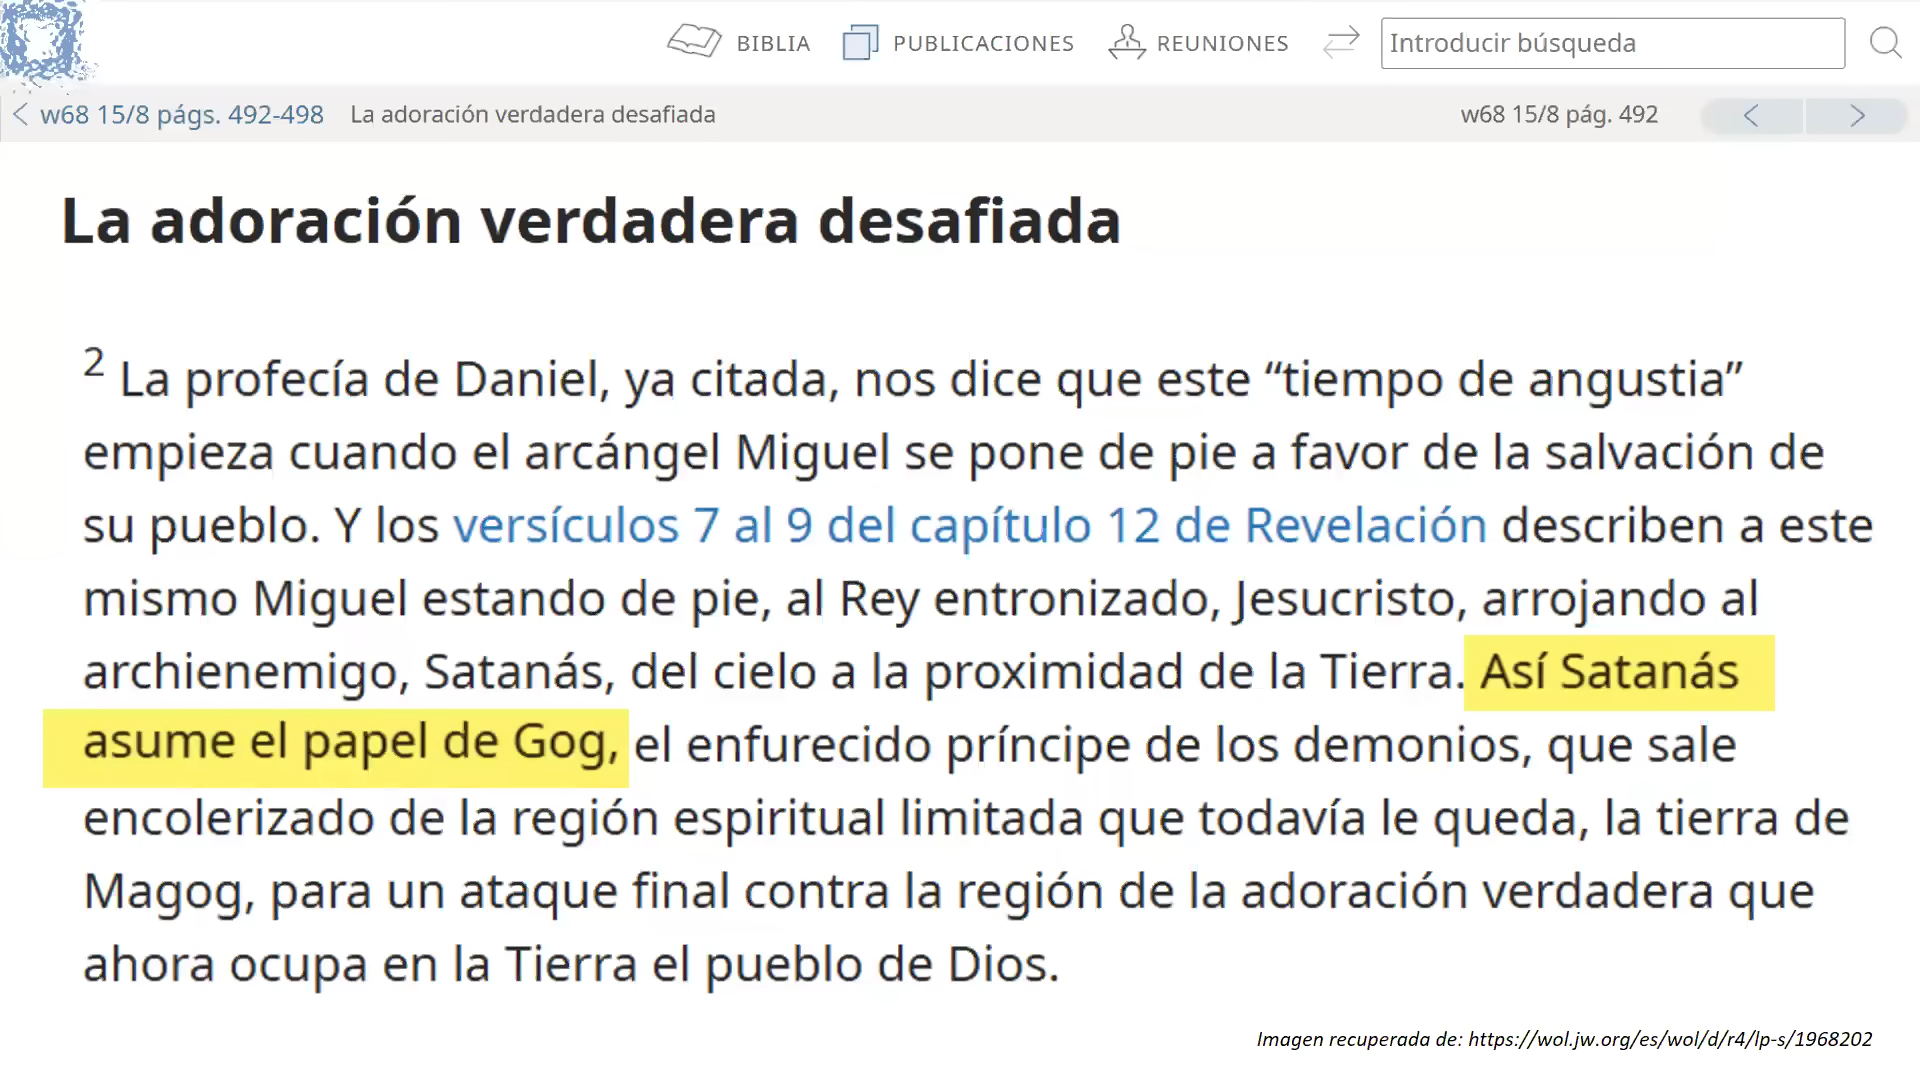 BIBLIA PUBLICACIONES REUNIONES Introducir búsqueda
w68 15/8 págs. 492-498 La adoración verdadera desafiada w68 15/8 pág. 492
La adoración verdadera desafiada
2 La profecía de Daniel, ya citada, nos dice que este “tiempo de angustia”
empieza cuando el arcángel Miguel se pone de pie a favor de la salvación de
su pueblo. Y los versículos 7 al 9 del capítulo 12 de Revelación describen a este
mismo Miguel estando de pie, al Rey entronizado, Jesucristo, arrojando al
archienemigo, Satanás, del cielo a la proximidad de la Tierra. Así Satanás
asume el papel de Gog, el enfurecido príncipe de los demonios, que sale
encolerizado de la región espiritual limitada que todavía le queda, la tierra de
Magog, para un ataque final contra la región de la adoración verdadera que
ahora ocupa en la Tierra el pueblo de Dios.
Imagen recuperada de: https://wol.jw.org/es/wol/d/r4/lp-s/1968202